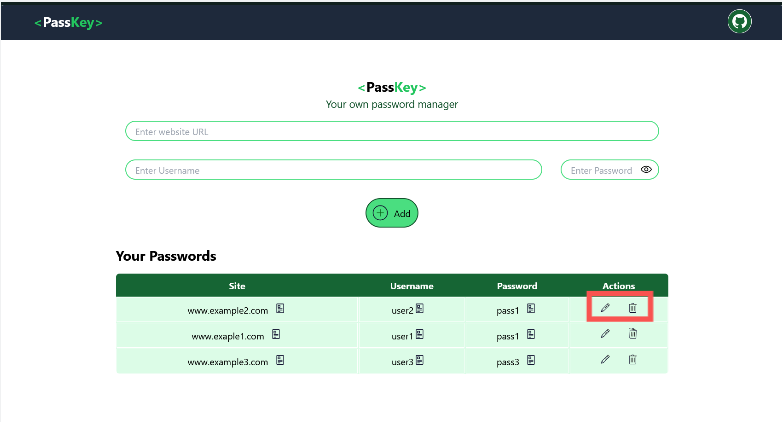 <PassKey>
<PassKey>
Your own password manager
Enter website URL
Enter Username
Enter Password
Add
Your Passwords
Site Username Password Actions
www.example2.com user2 pass1
www.exaple1.com user1 pass1
www.example3.com user3 pass3